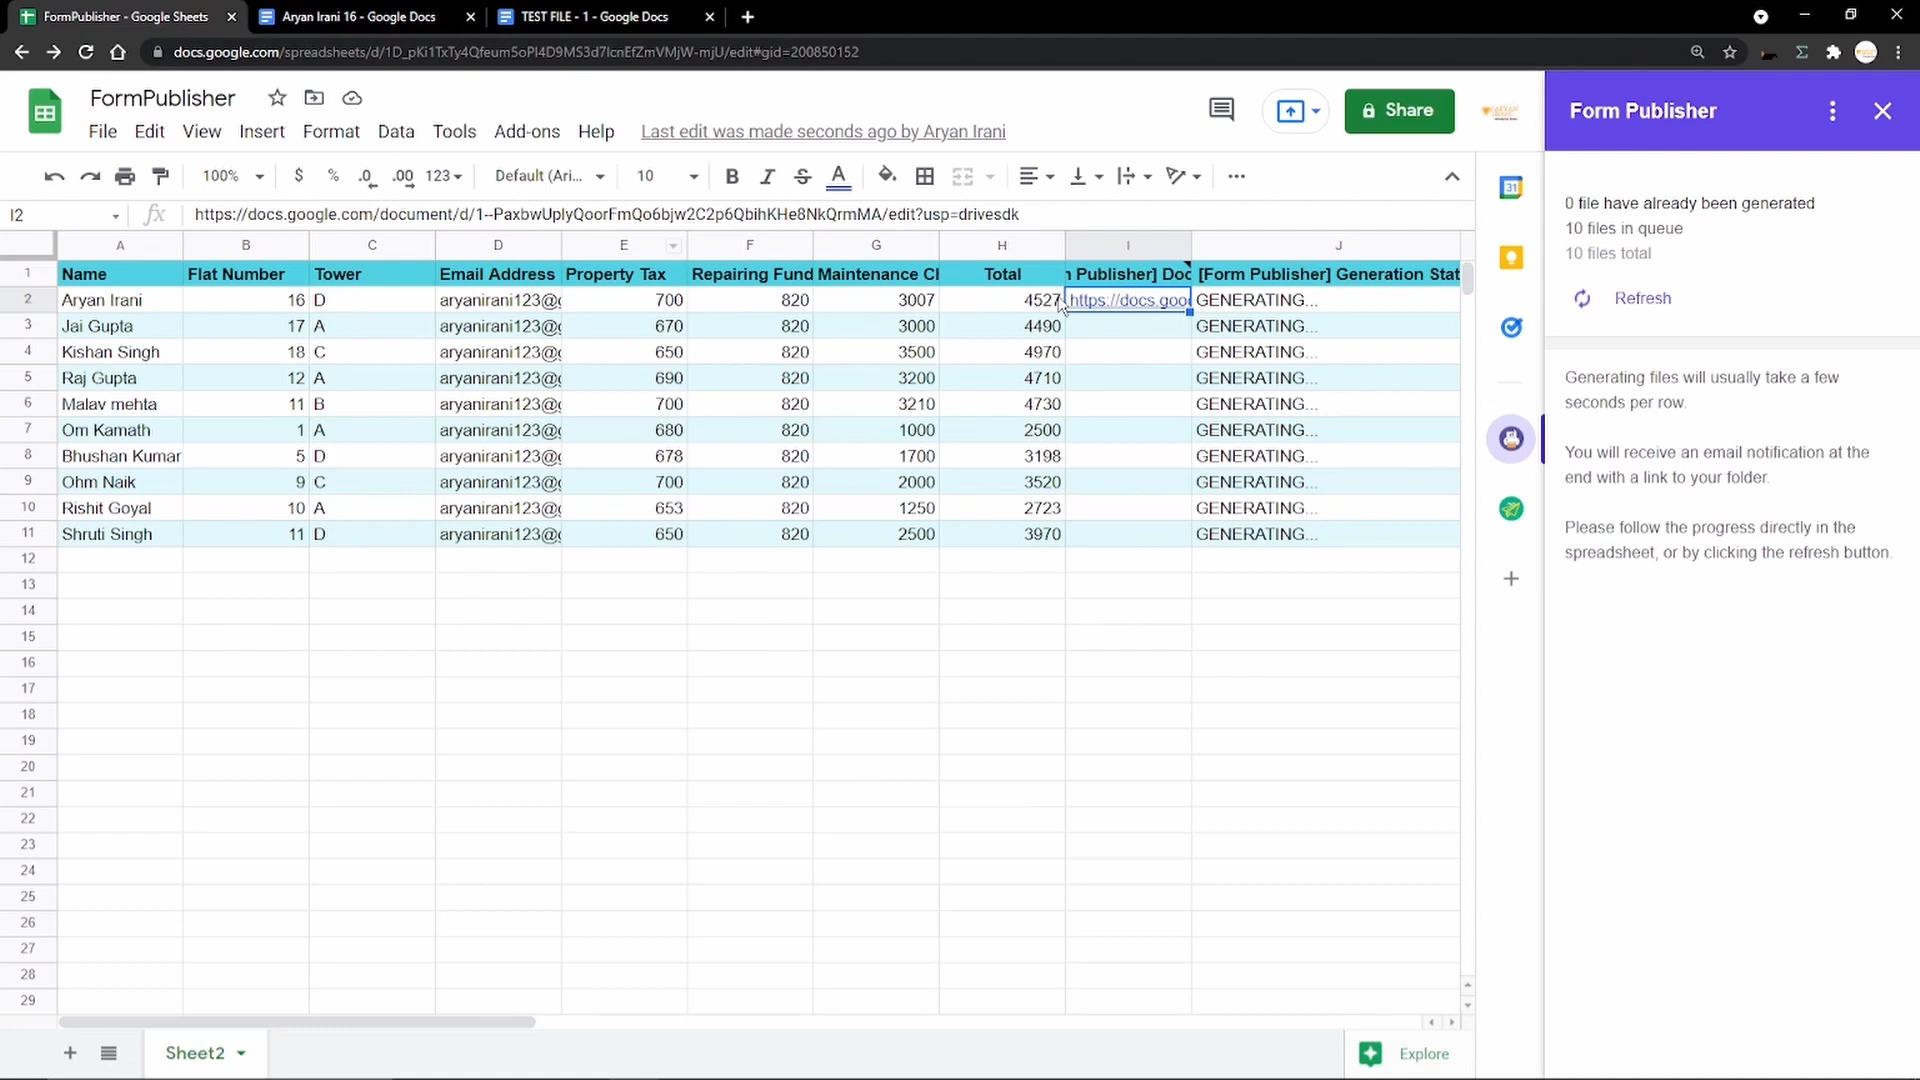 FormPublisher - Google Sheets
Aryan Irani 16 - Google Docs
TEST FILE - 1 - Google Docs
docs.google.com/spreadsheets/d/1D_pKi1TxTy4Qfeum5oPI4D9MS3d7IcnEfZmVMjW-mjU/edit#gid=200850152
FormPublisher
File Edit View Insert Format Data Tools Add-ons Help Last edit was made seconds ago by Aryan Irani
Share
100% $ % .0 .00 123 Default (Ari... 10 B I S A
I2 fx https://docs.google.com/document/d/1--PaxbwUplyQoorFmQo6bjw2C2p6QbihKHe8NkQrmMA/edit?usp=drivesdk
A B C D E F G H I J
1 Name Flat Number Tower Email Address Property Tax Repairing Fund Maintenance Cl Total n Publisher] Doc [Form Publisher] Generation Stat
2 Aryan Irani 16 D aryanirani123@g 700 820 3007 4527 https://docs.goog GENERATING...
3 Jai Gupta 17 A aryanirani123@g 670 820 3000 4490 GENERATING...
4 Kishan Singh 18 C aryanirani123@g 650 820 3500 4970 GENERATING...
5 Raj Gupta 12 A aryanirani123@g 690 820 3200 4710 GENERATING...
6 Malav mehta 11 B aryanirani123@g 700 820 3210 4730 GENERATING...
7 Om Kamath 1 A aryanirani123@g 680 820 1000 2500 GENERATING...
8 Bhushan Kumar 5 D aryanirani123@g 678 820 1700 3198 GENERATING...
9 Ohm Naik 9 C aryanirani123@g 700 820 2000 3520 GENERATING...
10 Rishit Goyal 10 A aryanirani123@g 653 820 1250 2723 GENERATING...
11 Shruti Singh 11 D aryanirani123@g 650 820 2500 3970 GENERATING...
12
13
14
15
16
17
18
19
20
21
22
23
24
25
26
27
28
29
Sheet2
Explore
31
Form Publisher
0 file have already been generated
10 files in queue
10 files total
Refresh
Generating files will usually take a few
seconds per row.
You will receive an email notification at the
end with a link to your folder.
Please follow the progress directly in the
spreadsheet, or by clicking the refresh button.